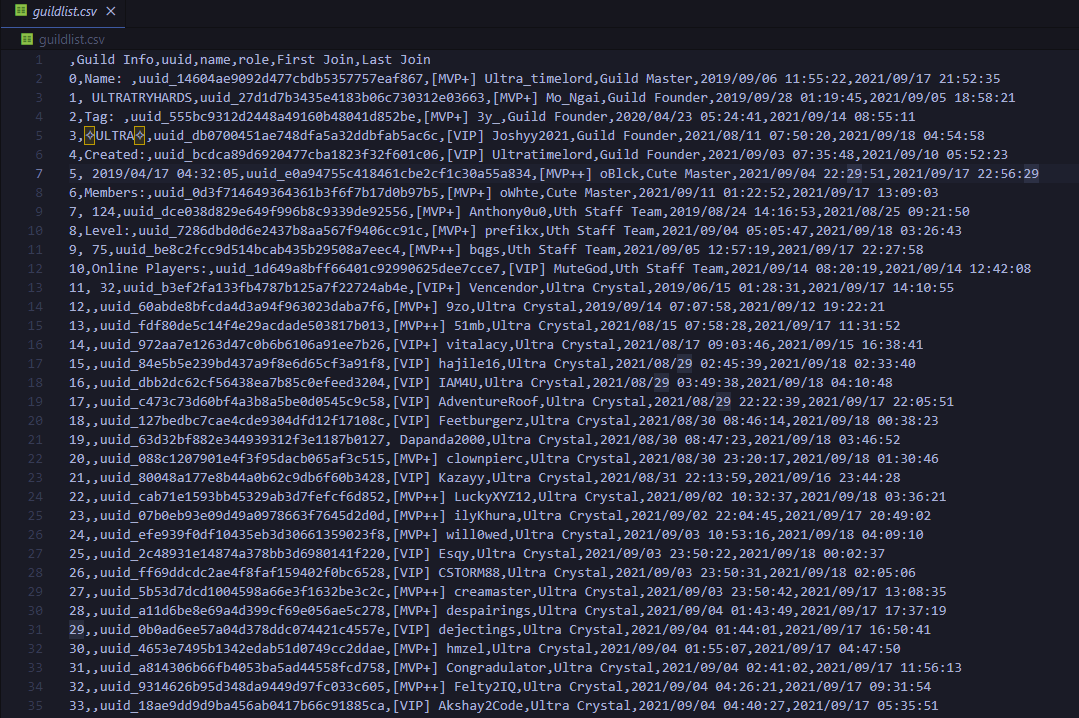 guildlist.csv
guildlist.csv
1 ,Guild Info,uuid,name,role,First Join,Last Join
2 0,Name: ,uuid_14604ae9092d477cbdb5357757eaf867,[MVP+] Ultra_timelord,Guild Master,2019/09/06 11:55:22,2021/09/17 21:52:35
3 1, ULTRATRYHARDS,uuid_27d1d7b3435e4183b06c730312e03663,[MVP+] Mo_Ngai,Guild Founder,2019/09/28 01:19:45,2021/09/05 18:58:21
4 2,Tag: ,uuid_555bc9312d2448a49160b48041d852be,[MVP+] 3y_,Guild Founder,2020/04/23 05:24:41,2021/09/14 08:55:11
5 3,✧ULTRA✧,uuid_db0700451ae748dfa5a32ddbfab5ac6c,[VIP] Joshyy2021,Guild Founder,2021/08/11 07:50:20,2021/09/18 04:54:58
6 4,Created:,uuid_bcdca89d6920477cba1823f32f601c06,[VIP] Ultratimelord,Guild Founder,2021/09/03 07:35:48,2021/09/10 05:52:23
7 5, 2019/04/17 04:32:05,uuid_e0a94755c418461cbe2cf1c30a55a834,[MVP++] oBlck,Cute Master,2021/09/04 22:29:51,2021/09/17 22:56:29
8 6,Members:,uuid_0d3f714649364361b3f6f7b17d0b97b5,[MVP+] oWhte,Cute Master,2021/09/11 01:22:52,2021/09/17 13:09:03
9 7, 124,uuid_dce038d829e649f996b8c9339de92556,[MVP+] Anthony0u0,Uth Staff Team,2019/08/24 14:16:53,2021/08/25 09:21:50
10 8,Level:,uuid_7286dbd0d6e2437b8aa567f9406cc91c,[MVP+] prefikx,Uth Staff Team,2021/09/04 05:05:47,2021/09/18 03:26:43
11 9, 75,uuid_be8c2fcc9d514bcab435b29508a7eec4,[MVP++] bqgs,Uth Staff Team,2021/09/05 12:57:19,2021/09/17 22:27:58
12 10,Online Players:,uuid_1d649a8bff66401c92990625dee7cce7,[VIP] MuteGod,Uth Staff Team,2021/09/14 08:20:19,2021/09/14 12:42:08
13 11, 32,uuid_b3ef2fa133fb4787b125a7f22724ab4e,[VIP+] Vencendor,Ultra Crystal,2019/06/15 01:28:31,2021/09/17 14:10:55
14 12,,uuid_60abde8bfcda4d3a94f963023daba7f6,[MVP+] 9zo,Ultra Crystal,2019/09/14 07:07:58,2021/09/12 19:22:21
15 13,,uuid_fdf80de5c14f4e29acdade503817b013,[MVP++] 51mb,Ultra Crystal,2021/08/15 07:58:28,2021/09/17 11:31:52
16 14,,uuid_972aa7e1263d47c0b6b6106a91ee7b26,[VIP+] vitalacy,Ultra Crystal,2021/08/17 09:03:46,2021/09/15 16:38:41
17 15,,uuid_84e5b5e239bd437a9f8e6d65cf3a91f8,[VIP] hajile16,Ultra Crystal,2021/08/29 02:45:39,2021/09/18 02:33:40
18 16,,uuid_dbb2dc62cf56438ea7b85c0efeed3204,[VIP] IAM4U,Ultra Crystal,2021/08/29 03:49:38,2021/09/18 04:10:48
19 17,,uuid_c473c73d60bf4a3b8a5be0d0545c9c58,[VIP] AdventureRoof,Ultra Crystal,2021/08/29 22:22:39,2021/09/17 22:05:51
20 18,,uuid_127bedbc7cae4cde9304dfd12f17108c,[VIP] Feetburgerz,Ultra Crystal,2021/08/30 08:46:14,2021/09/18 00:38:23
21 19,,uuid_63d32bf882e344939312f3e1187b0127, Dapanda2000,Ultra Crystal,2021/08/30 08:47:23,2021/09/18 03:46:52
22 20,,uuid_088c1207901e4f3f95dacb065af3c515,[MVP+] clownpierc,Ultra Crystal,2021/08/30 23:20:17,2021/09/18 01:30:46
23 21,,uuid_80048a177e8b44a0b62c9db6f60b3428,[VIP] Kazayy,Ultra Crystal,2021/08/31 22:13:59,2021/09/16 23:44:28
24 22,,uuid_cab71e1593bb45329ab3d7fefcf6d852,[MVP++] LuckyXYZ12,Ultra Crystal,2021/09/02 10:32:37,2021/09/18 03:36:21
25 23,,uuid_07b0eb93e09d49a0978663f7645d2d0d,[MVP++] ilyKhura,Ultra Crystal,2021/09/02 22:04:45,2021/09/17 20:49:02
26 24,,uuid_efe939f0df10435eb3d30661359023f8,[MVP+] will0wed,Ultra Crystal,2021/09/03 10:53:16,2021/09/18 04:09:10
27 25,,uuid_2c48931e14874a378bb3d6980141f220,[VIP] Esqy,Ultra Crystal,2021/09/03 23:50:22,2021/09/18 00:02:37
28 26,,uuid_ff69ddcdc2ae4f8faf159402f0bc6528,[VIP] CSTORM88,Ultra Crystal,2021/09/03 23:50:31,2021/09/18 02:05:06
29 27,,uuid_5b53d7dcd1004598a66e3f1632be3c2c,[MVP++] creamaster,Ultra Crystal,2021/09/03 23:50:42,2021/09/17 13:08:35
30 28,,uuid_a11d6be8e69a4d399cf69e056ae5c278,[MVP+] despairings,Ultra Crystal,2021/09/04 01:43:49,2021/09/17 17:37:19
31 29,,uuid_0b0ad6ee57a04d378ddc074421c4557e,[VIP] dejectings,Ultra Crystal,2021/09/04 01:44:01,2021/09/17 16:50:41
32 30,,uuid_4653e7495b1342edab51d0749cc2ddae,[MVP+] hmzel,Ultra Crystal,2021/09/04 01:55:07,2021/09/17 04:47:50
33 31,,uuid_a814306b66fb4053ba5ad44558fcd758,[MVP+] Congradulator,Ultra Crystal,2021/09/04 02:41:02,2021/09/17 11:56:13
34 32,,uuid_9314626b95d348da9449d97fc033c605,[MVP++] Felty2IQ,Ultra Crystal,2021/09/04 04:26:21,2021/09/17 09:31:54
35 33,,uuid_18ae9dd9d9ba456ab0417b66c91885ca,[VIP] Akshay2Code,Ultra Crystal,2021/09/04 04:40:27,2021/09/17 05:35:51